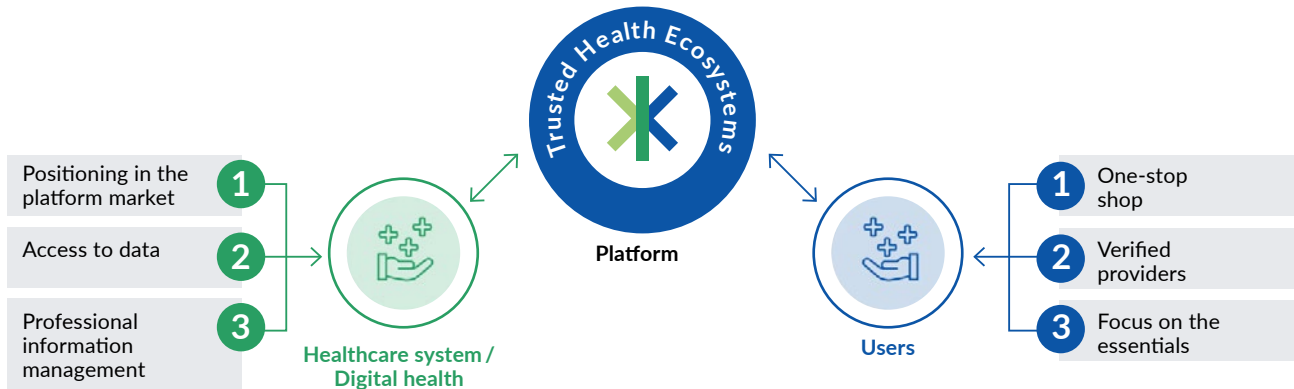 Trusted Health Ecosystems
Platform
1
Positioning in the
platform market
2
Access to data
3
Professional
information
management
Healthcare system /
Digital health
1
One-stop
shop
2
Verified
providers
3
Focus on the
essentials
Users